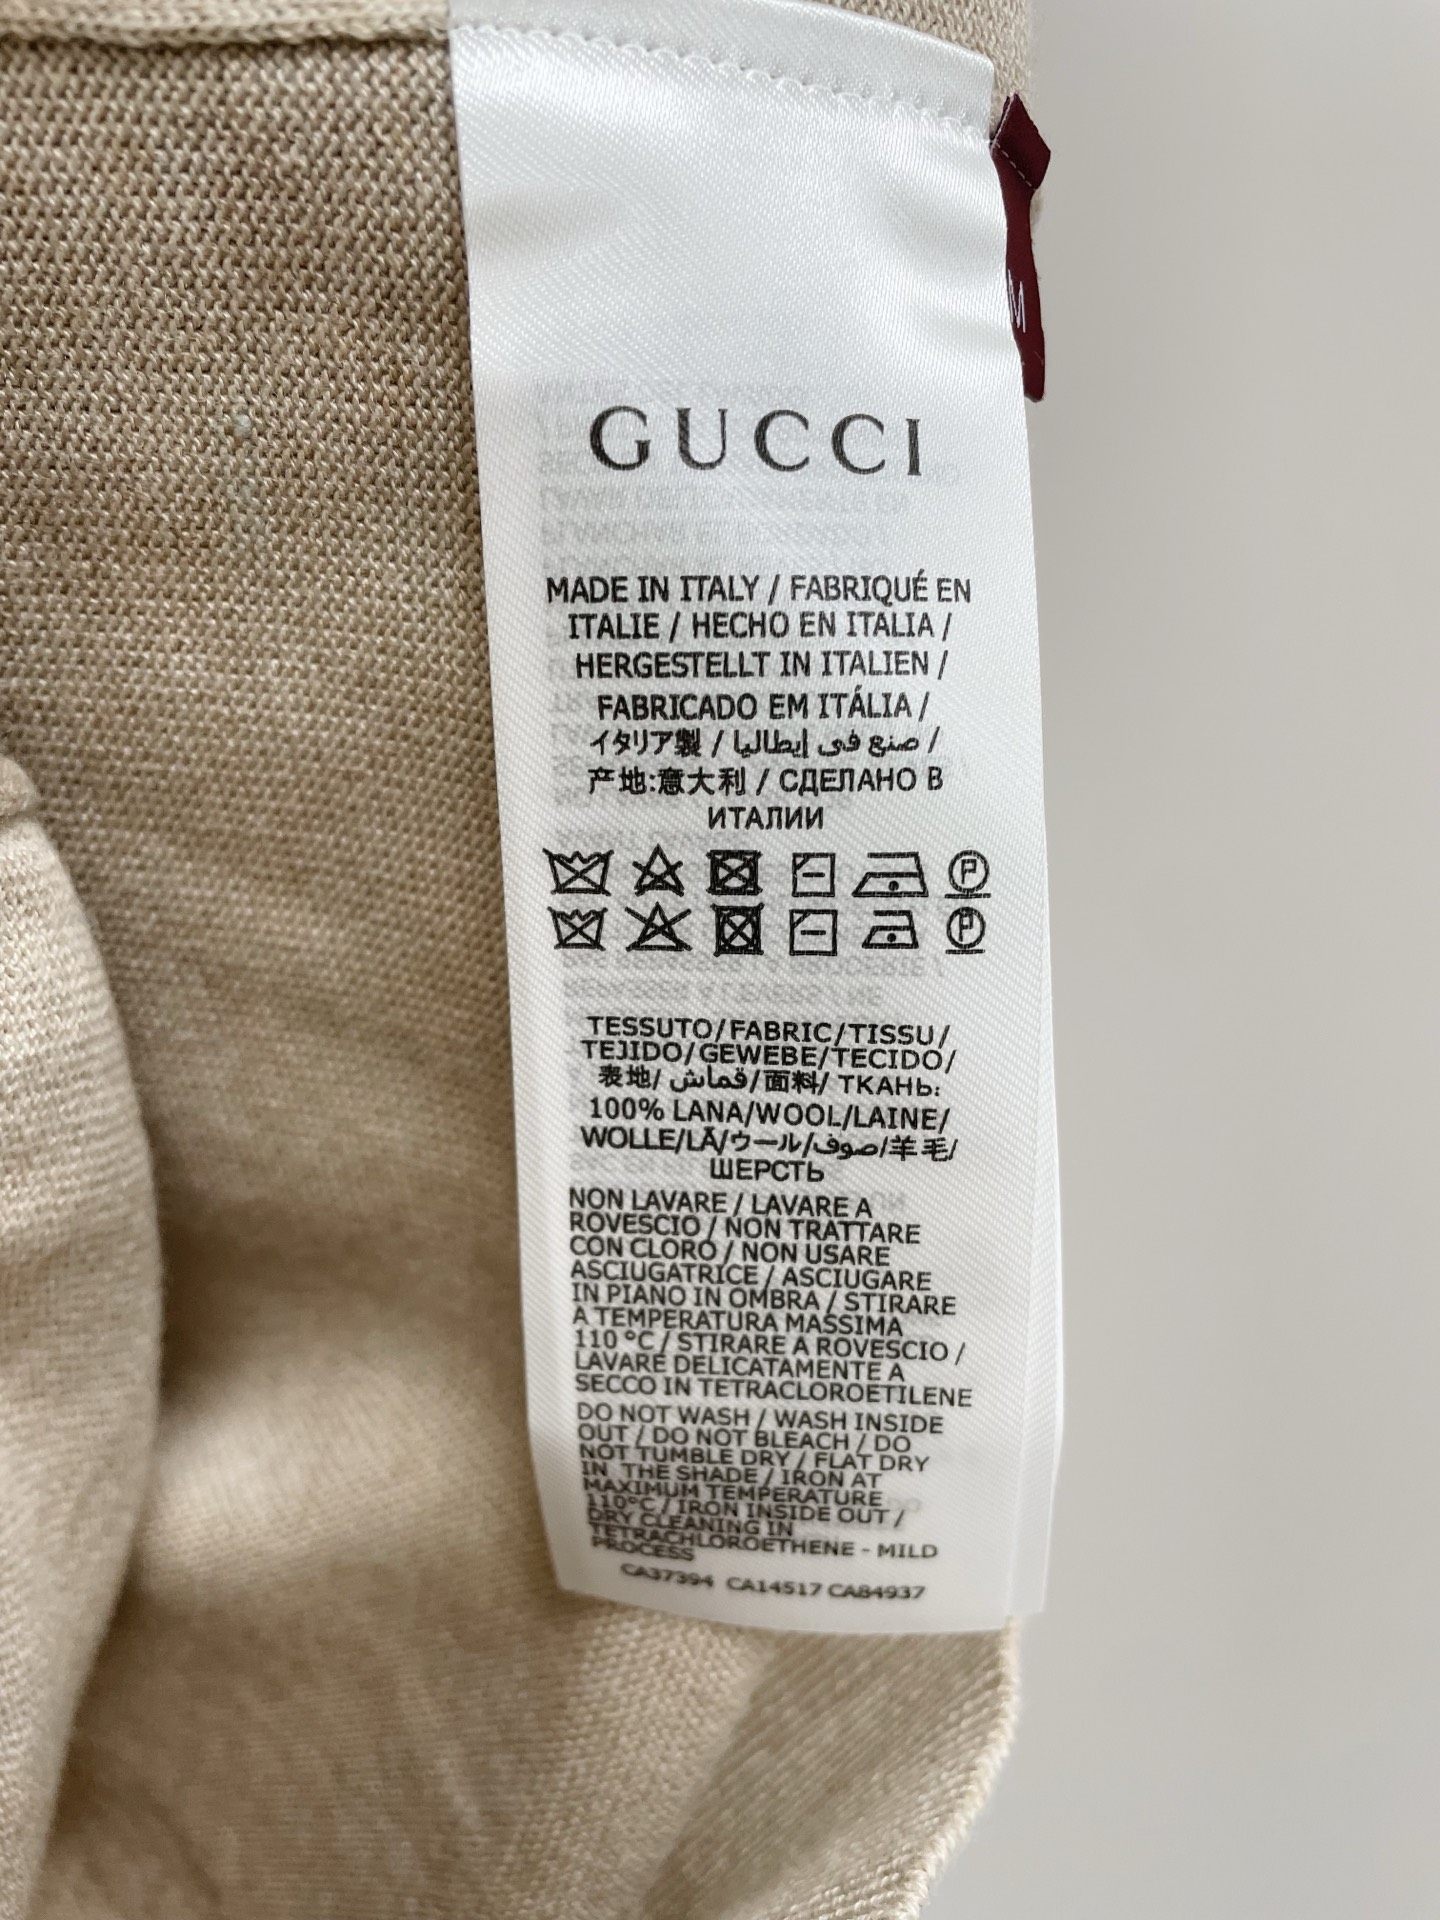 M
GUCCI
MADE IN ITALY / FABRIQUÉ EN
ITALIE / HECHO EN ITALIA /
HERGESTELLT IN ITALIEN /
FABRICADO EM ITÁLIA /
イタリア製 / صنع في إيطاليا /
产地:意大利 / СДЕЛАНО В
ИТАЛИИ
TESSUTO/FABRIC/TISSU/
TEJIDO/GEWEBE/TECIDO/
表地/ قماش/面料/ ТКАНЬ:
100% LANA/WOOL/LAINE/
WOLLE/LÃ/ウール/صوف/羊毛/
ШЕРСТЬ
NON LAVARE / LAVARE A
ROVESCIO / NON TRATTARE
CON CLORO / NON USARE
ASCIUGATRICE / ASCIUGARE
IN PIANO IN OMBRA / STIRARE
A TEMPERATURA MASSIMA
110 °C / STIRARE A ROVESCIO /
LAVARE DELICATAMENTE A
SECCO IN TETRACLOROETILENE
DO NOT WASH / WASH INSIDE
OUT / DO NOT BLEACH / DO
NOT TUMBLE DRY / FLAT DRY
IN THE SHADE / IRON AT
MAXIMUM TEMPERATURE
110°C / IRON INSIDE OUT /
DRY CLEANING IN
TETRACHLOROETHENE - MILD
PROCESS
CA37394 CA14517 CA84937